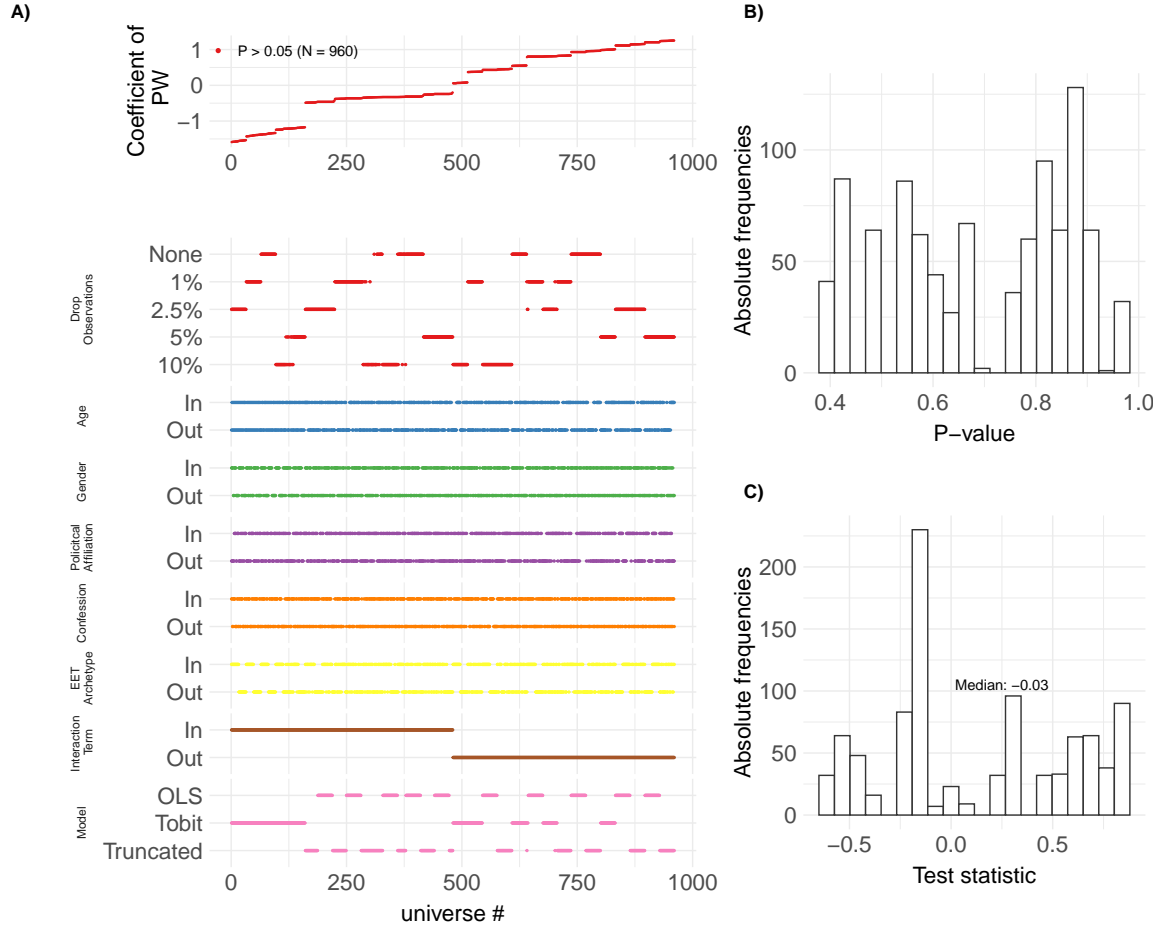 A)
Coefficient of
PW
1
0
−1
P > 0.05 (N = 960)
0
250
500
750
1000
Drop
Observations
None
1%
2.5%
5%
10%
Age
In
Out
Gender
In
Out
Policitcal
Affiliation
In
Out
Confession
In
Out
EET
Archetype
In
Out
Interaction
Term
In
Out
Model
OLS
Tobit
Truncated
0
250
500
750
1000
universe #
B)
Absolute frequencies
100
50
0
0.4
0.6
0.8
1.0
P−value
C)
Absolute frequencies
200
150
100
50
0
Median: −0.03
−0.5
0.0
0.5
Test statistic